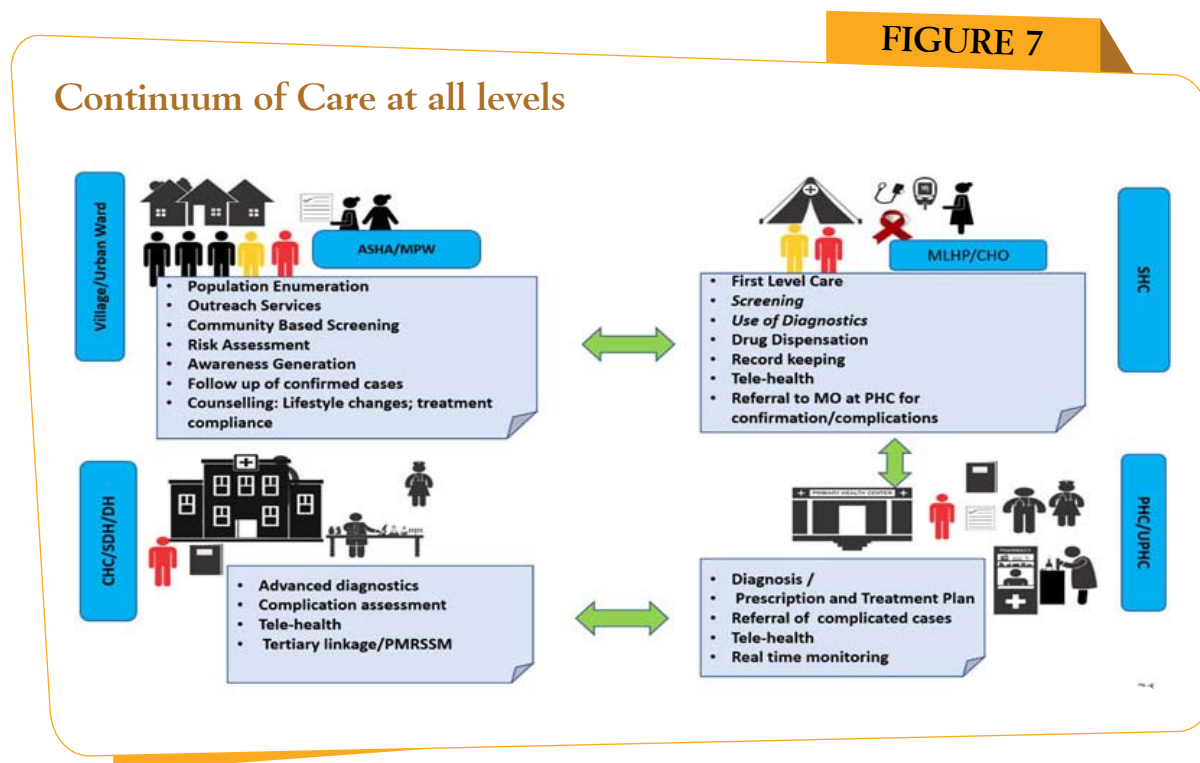 FIGURE 7
Continuum of Care at all levels
Village/Urban Ward
ASHA/MPW
• Population Enumeration
• Outreach Services
• Community Based Screening
• Risk Assessment
• Awareness Generation
• Follow up of confirmed cases
• Counselling: Lifestyle changes; treatment
compliance
MLHP/CHO
SHC
• First Level Care
• Screening
• Use of Diagnostics
• Drug Dispensation
• Record keeping
• Tele-health
• Referral to MO at PHC for
confirmation/complications
CHC/SDH/DH
• Advanced diagnostics
• Complication assessment
• Tele-health
• Tertiary linkage/PMRSSM
PRIMARY HEALTH CENTER
PHARMACY
PHC/UPHC
• Diagnosis /
• Prescription and Treatment Plan
• Referral of complicated cases
• Tele-health
• Real time monitoring